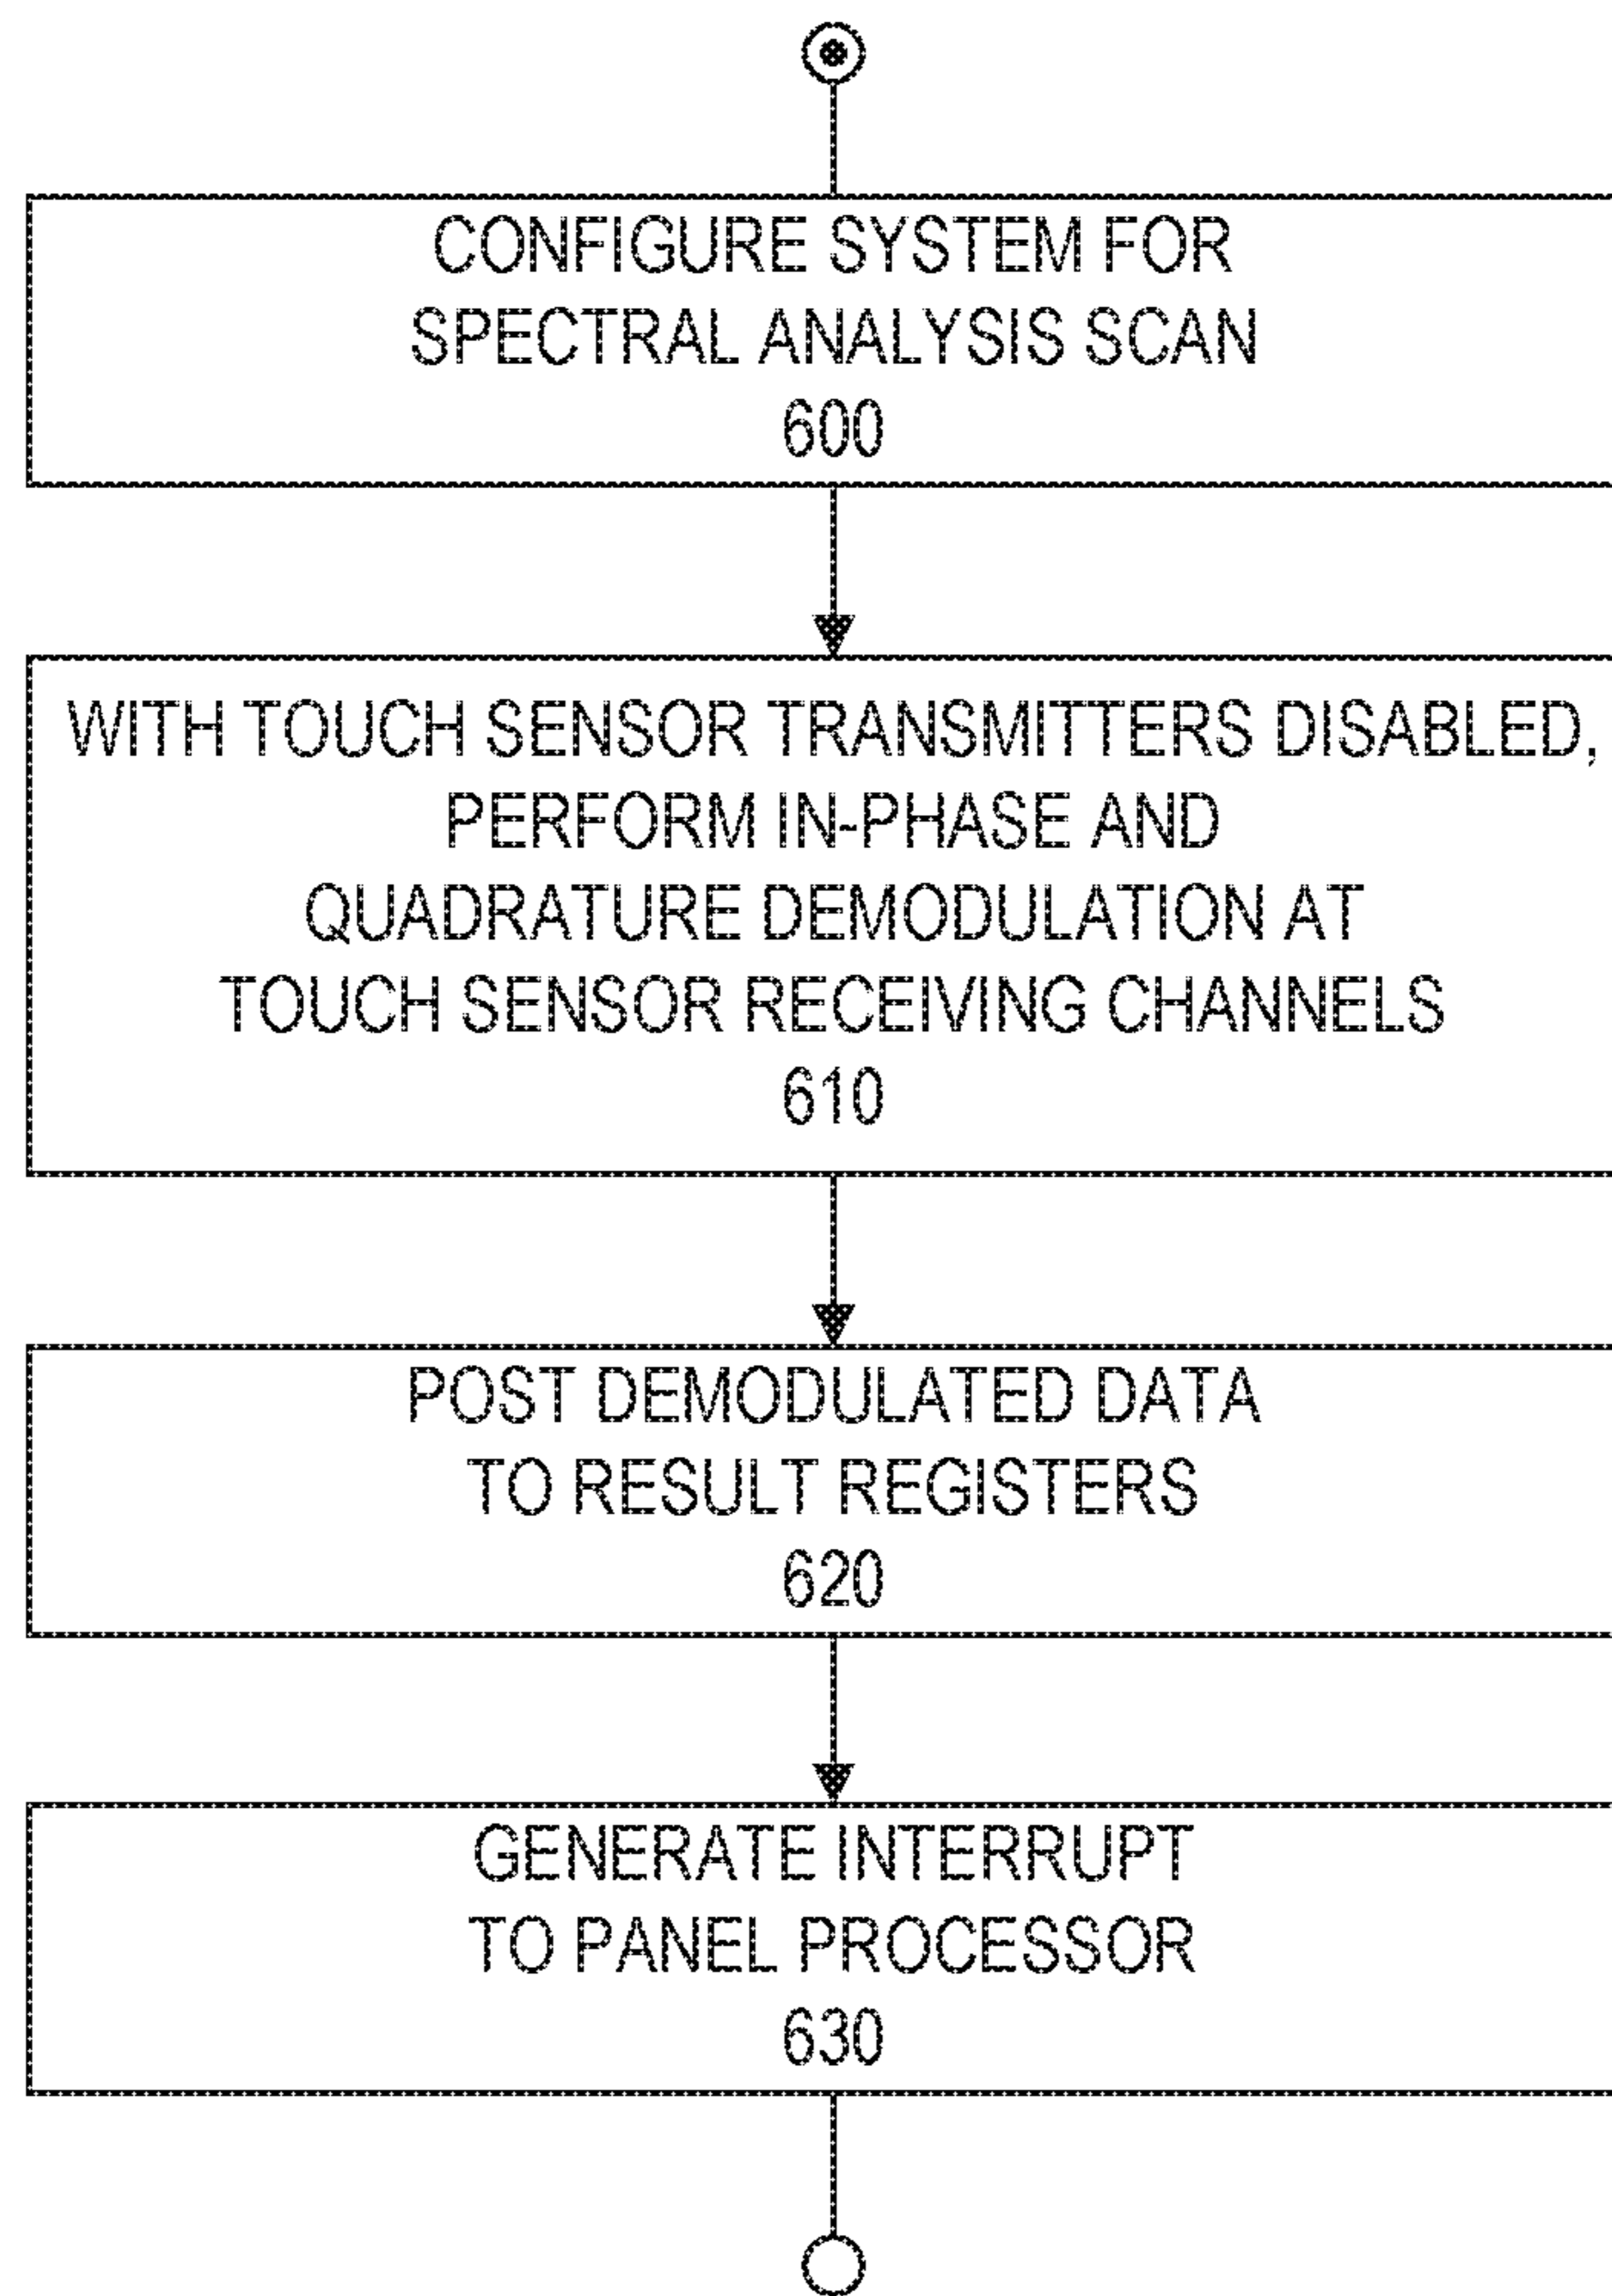 CONFIGURE SYSTEM FOR
SPECTRAL ANALYSIS SCAN
600
WITH TOUCH SENSOR TRANSMITTERS DISABLED,
PERFORM IN-PHASE AND
QUADRATURE DEMODULATION AT
TOUCH SENSOR RECEIVING CHANNELS
610
POST DEMODULATED DATA
TO RESULT REGISTERS
620
GENERATE INTERRUPT
TO PANEL PROCESSOR
630